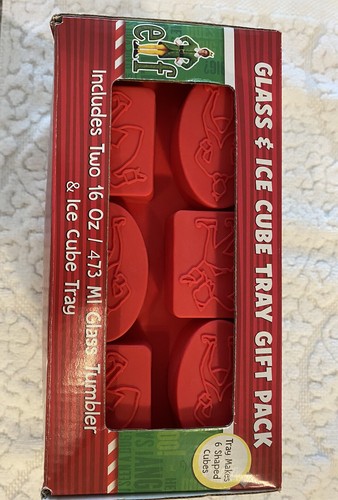 elf
GLASS & ICE CUBE TRAY GIFT PACK
Includes Two 16 Oz / 473 Ml Glass Tumbler
& Ice Cube Tray
Tray Makes
6 Shaped
Cubes